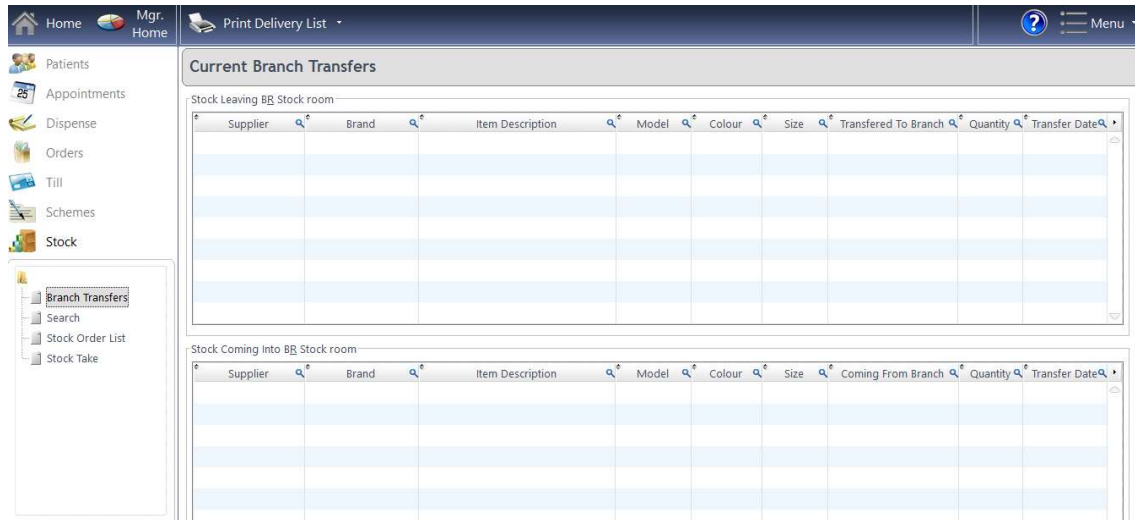 Home
Mgr. Home
Print Delivery List
?
Menu
Patients
25
Appointments
Dispense
Orders
Till
Schemes
Stock
Branch Transfers
Search
Stock Order List
Stock Take
Current Branch Transfers
Stock Leaving BR Stock room
Supplier Brand Item Description Model Colour Size Transfered To Branch Quantity Transfer Date
Stock Coming Into BR Stock room
Supplier Brand Item Description Model Colour Size Coming From Branch Quantity Transfer Date